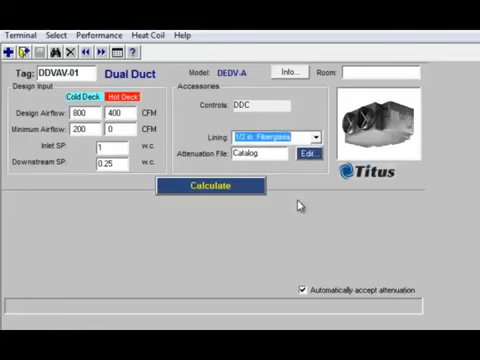 Terminal Select Performance Heat Coil Help
Tag: DDVAV-01 Dual Duct Model: DEDV-A Info... Room:
Design Input Accessories
Cold Deck Hot Deck
Controls: DDC
Design Airflow: 800 400 CFM
Minimum Airflow: 200 0 CFM
Lining: 1/2 in. Fiberglass
Inlet SP: 1 w.c.
Attenuation File: Catalog Edit...
Downstream SP: 0.25 w.c.
Titus
Calculate
Automatically accept attenuation